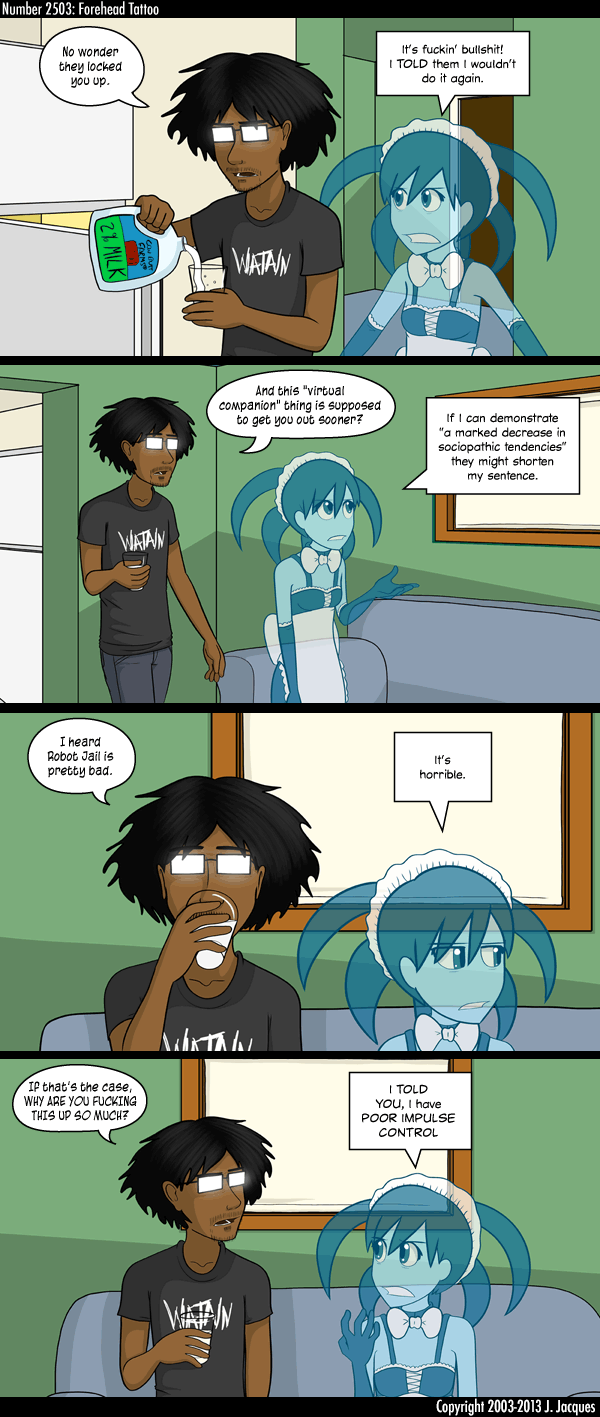 Number 2503: Forehead Tattoo
No wonder
they locked
you up.
It's fuckin' bullshit!
I TOLD them I wouldn't
do it again.
2% MILK
COW OUT
FARMS
WATAIN
And this "virtual
companion" thing is supposed
to get you out sooner?
If I can demonstrate
"a marked decrease in
sociopathic tendencies"
they might shorten
my sentence.
WATAIN
I heard
Robot Jail is
pretty bad.
It's
horrible.
WATAIN
If that's the case,
WHY ARE YOU FUCKING
THIS UP SO MUCH?
I TOLD
YOU, I have
POOR IMPULSE
CONTROL
WATAIN
Copyright 2003-2013 J. Jacques